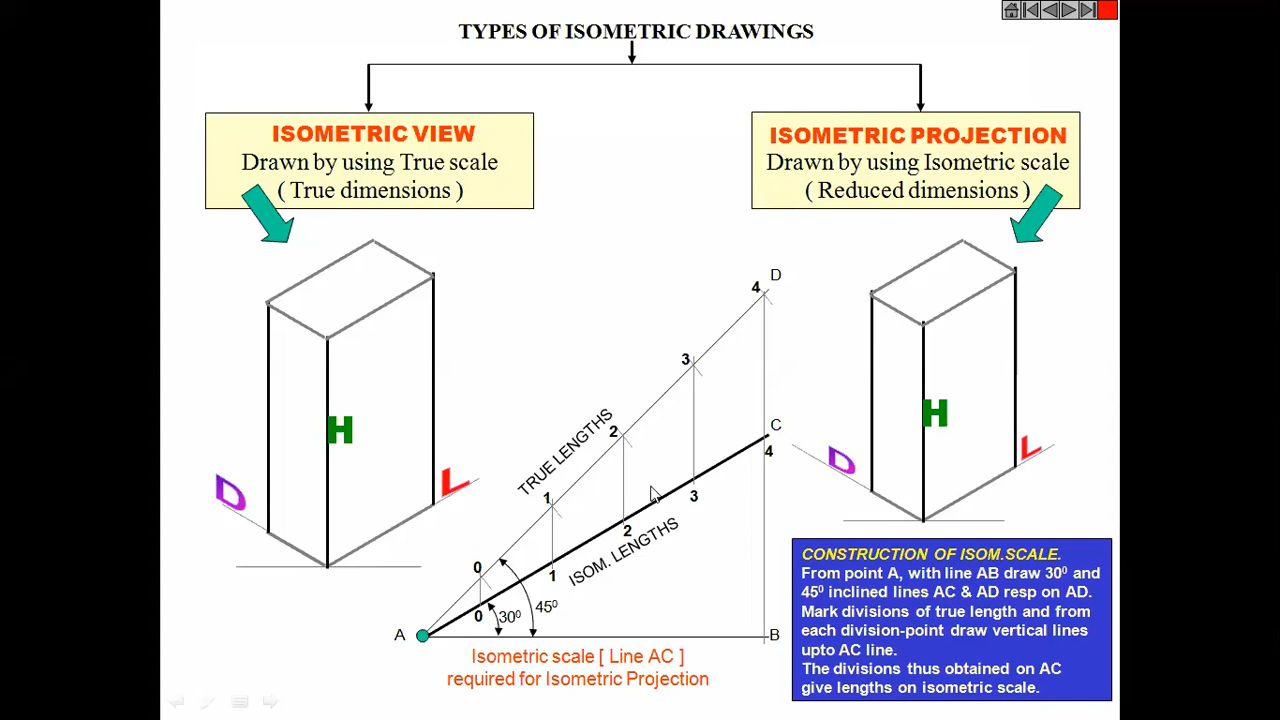 TYPES OF ISOMETRIC DRAWINGS
ISOMETRIC VIEW
Drawn by using True scale
( True dimensions )
ISOMETRIC PROJECTION
Drawn by using Isometric scale
( Reduced dimensions )
H
D
L
D
4
C
4
3
3
2
2
1
1
0
0
TRUE LENGTHS
ISOM. LENGTHS
30⁰
45⁰
A
B
Isometric scale [ Line AC ]
required for Isometric Projection
H
D
L
CONSTRUCTION OF ISOM.SCALE.
From point A, with line AB draw 30⁰ and
45⁰ inclined lines AC & AD resp on AD.
Mark divisions of true length and from
each division-point draw vertical lines
upto AC line.
The divisions thus obtained on AC
give lengths on isometric scale.